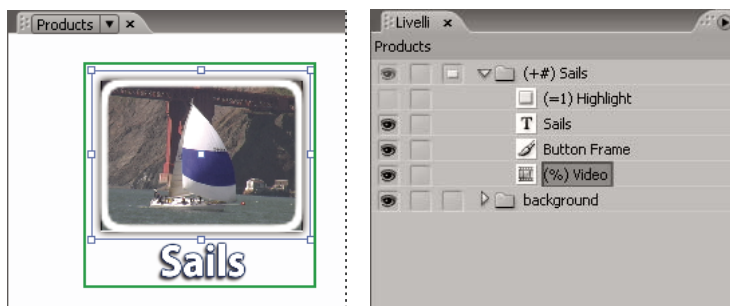 Products
Sails
Livelli
Products
(+#) Sails
(=1) Highlight
T Sails
Button Frame
(%) Video
background